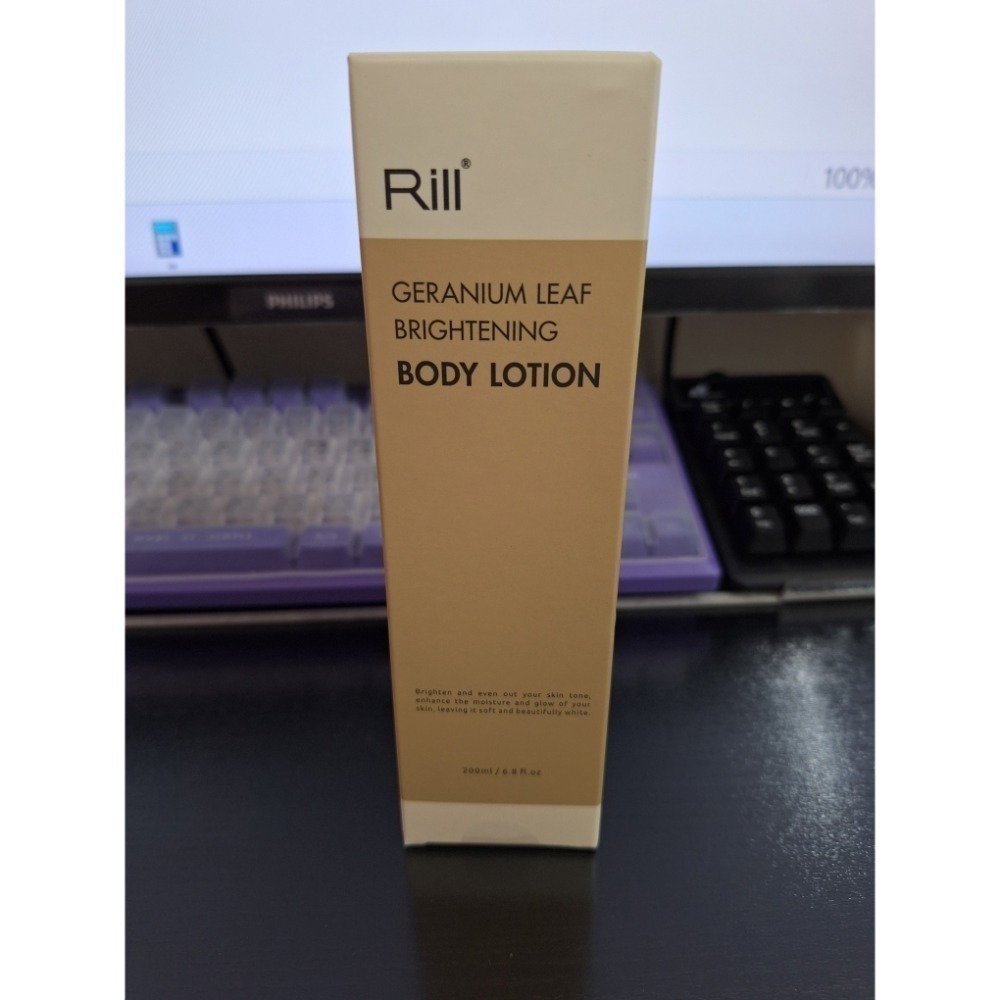 100%
Rill®
PHILIPS
GERANIUM LEAF
BRIGHTENING
BODY LOTION
Brighten and even out your skin tone,
enhance the moisture and glow of your
skin, leaving it soft and beautifully white.
200ml / 6.8 fl.oz